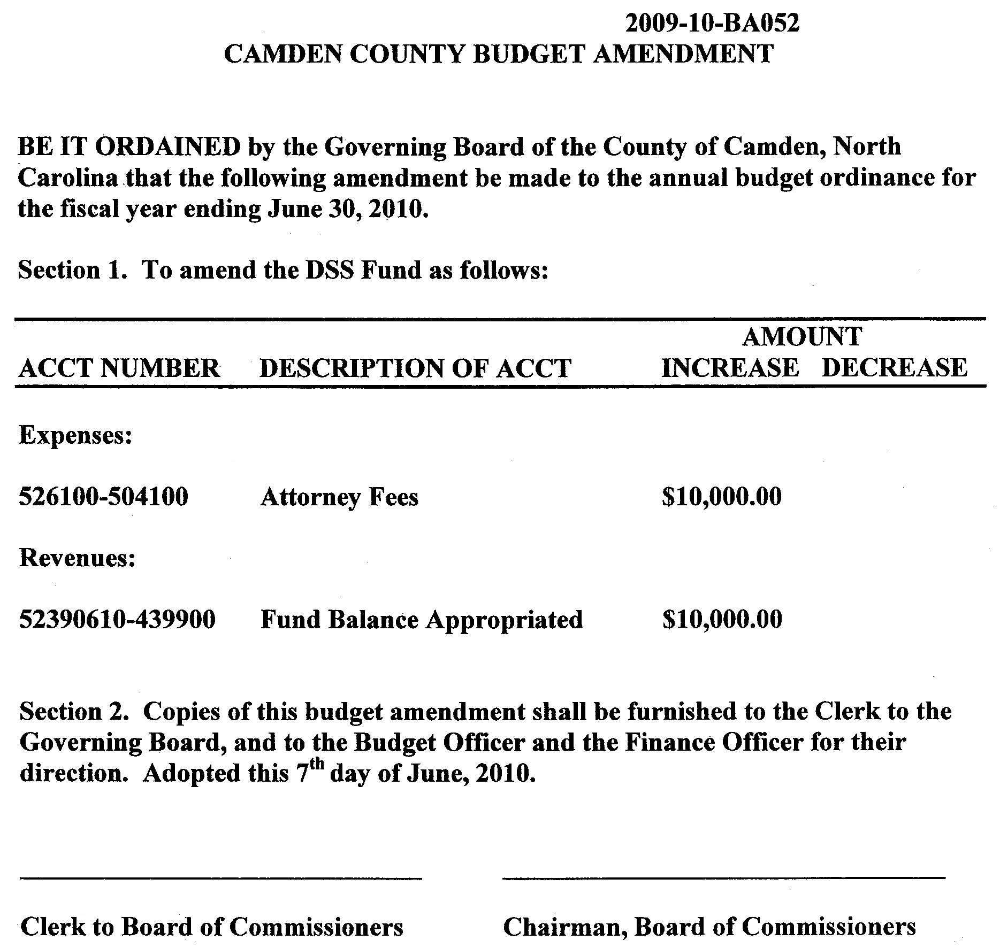 2009-10-BA052
CAMDEN COUNTY BUDGET AMENDMENT
BE IT ORDAINED by the Governing Board of the County of Camden, North
Carolina that the following amendment be made to the annual budget ordinance for
the fiscal year ending June 30, 2010.
Section 1. To amend the DSS Fund as follows:
AMOUNT
ACCT NUMBER DESCRIPTION OF ACCT INCREASE DECREASE
Expenses:
526100-504100 Attorney Fees $10,000.00
Revenues:
52390610-439900 Fund Balance Appropriated $10,000.00
Section 2. Copies of this budget amendment shall be furnished to the Clerk to the
Governing Board, and to the Budget Officer and the Finance Officer for their
direction. Adopted this 7th day of June, 2010.
Clerk to Board of Commissioners Chairman, Board of Commissioners